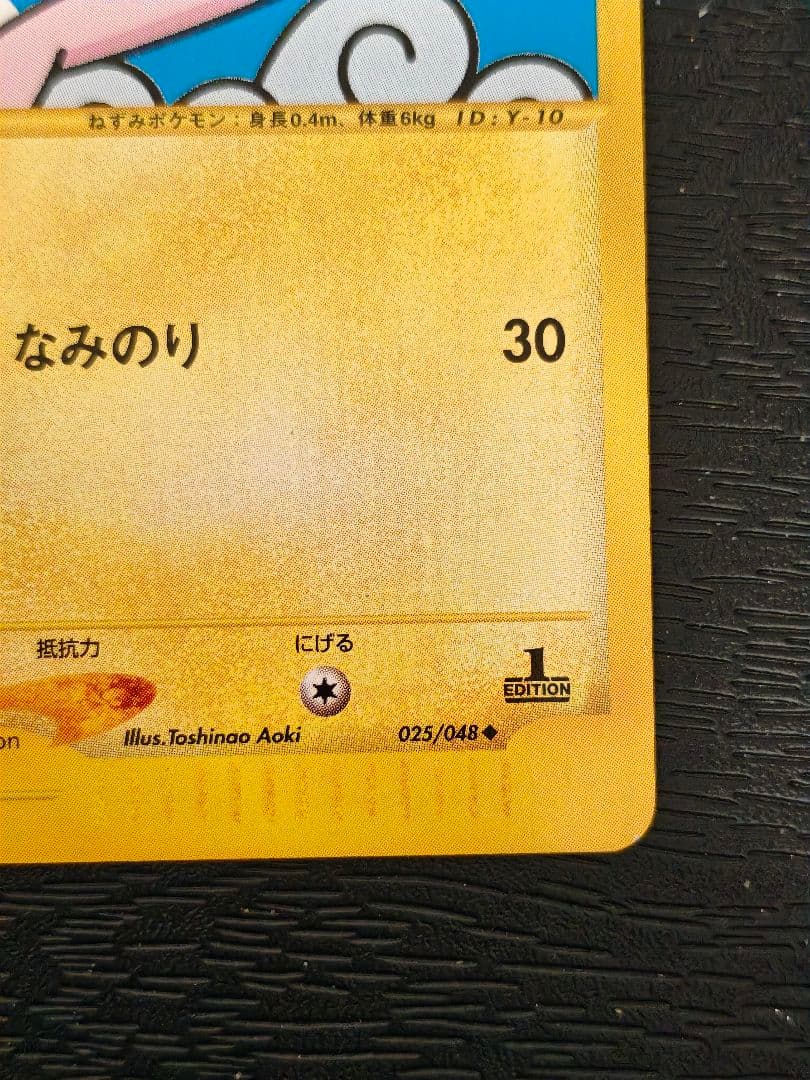 ねずみポケモン：身長0.4m、体重6kg ID：Y-10
なみのり 30
抵抗力 にげる
1
EDITION
on Illus.Toshinao Aoki 025/048◆